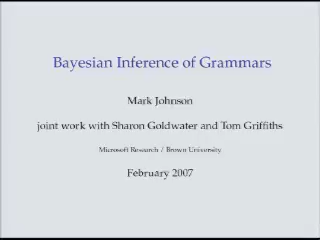 Bayesian Inference of Grammars
Mark Johnson
joint work with Sharon Goldwater and Tom Griffiths
Microsoft Research / Brown University
February 2007